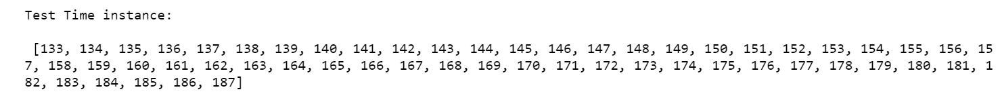 Test Time instance:
[133, 134, 135, 136, 137, 138, 139, 140, 141, 142, 143, 144, 145, 146, 147, 148, 149, 150, 151, 152, 153, 154, 155, 156, 15
7, 158, 159, 160, 161, 162, 163, 164, 165, 166, 167, 168, 169, 170, 171, 172, 173, 174, 175, 176, 177, 178, 179, 180, 181, 1
82, 183, 184, 185, 186, 187]